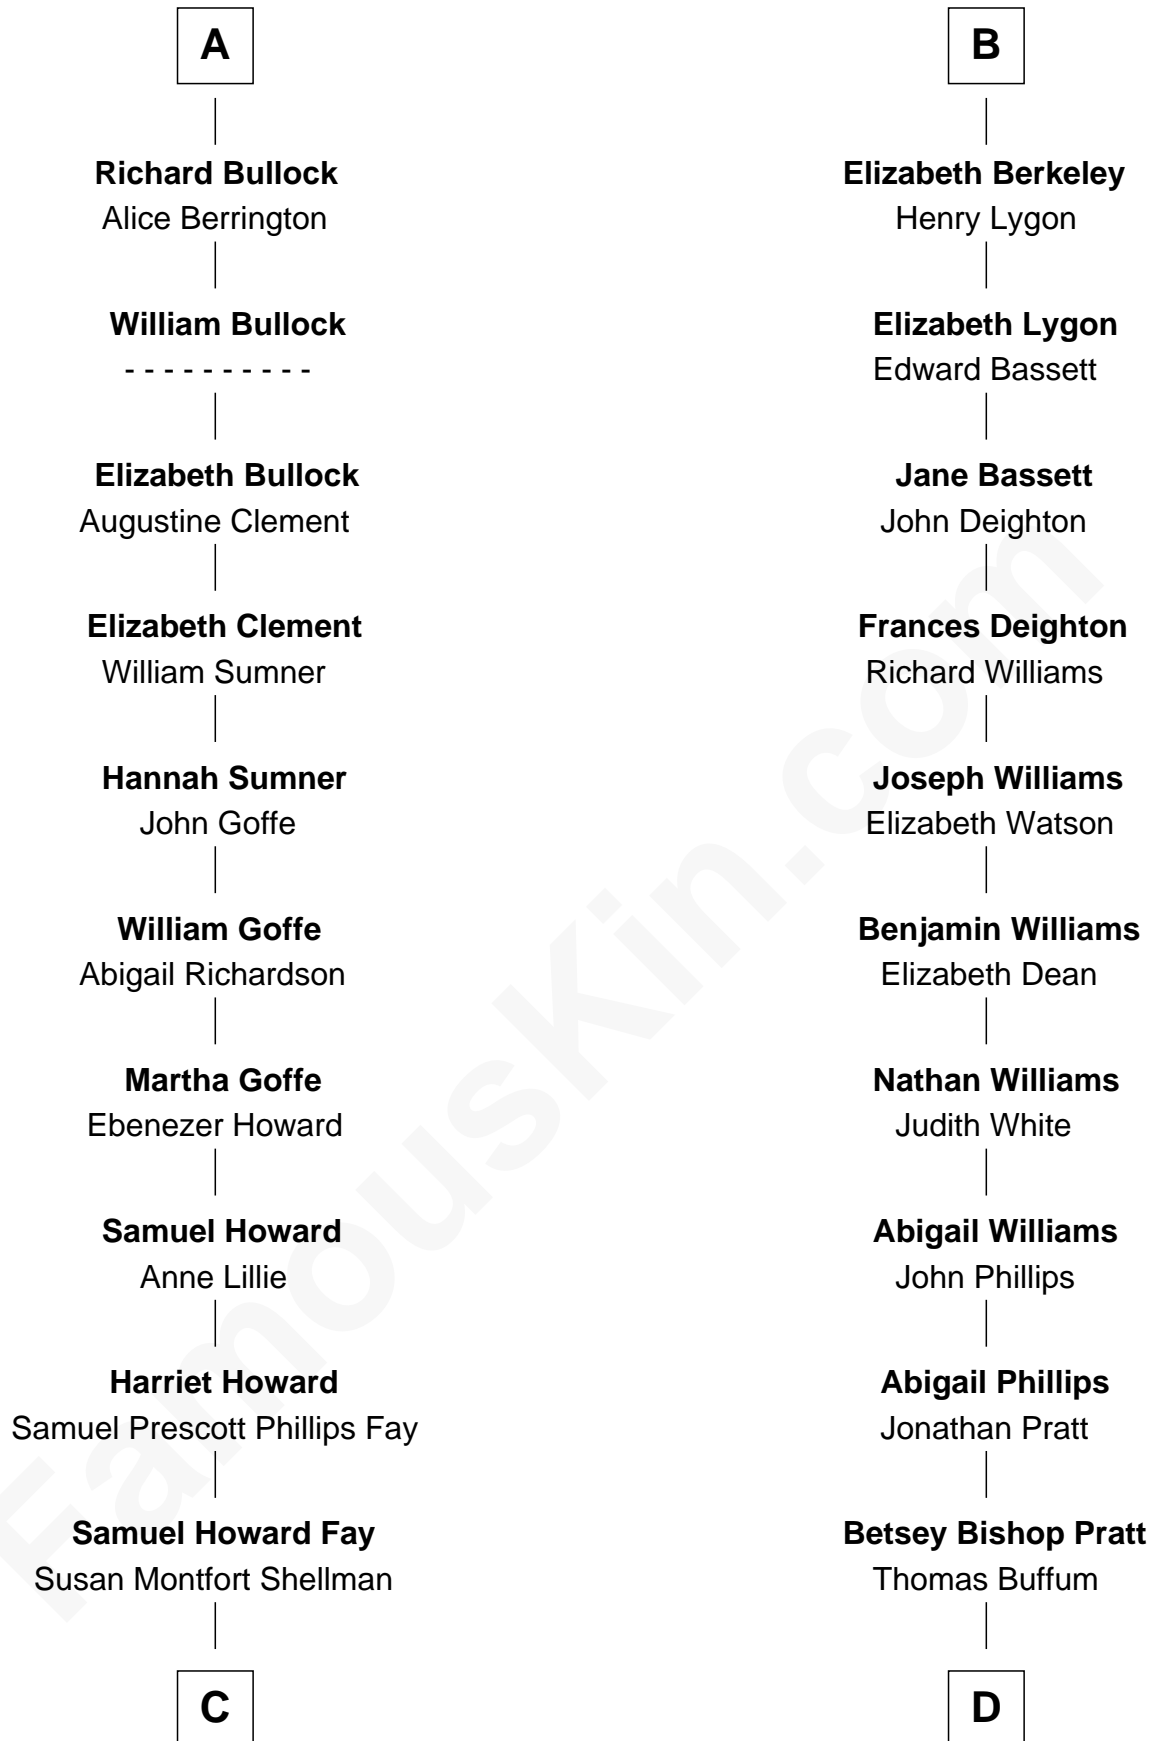 A
Richard Bullock
Alice Berrington
William Bullock
- - - - - - - - - -
Elizabeth Bullock
Augustine Clement
Elizabeth Clement
William Sumner
Hannah Sumner
John Goffe
William Goffe
Abigail Richardson
Martha Goffe
Ebenezer Howard
Samuel Howard
Anne Lillie
Harriet Howard
Samuel Prescott Phillips Fay
Samuel Howard Fay
Susan Montfort Shellman
C
B
Elizabeth Berkeley
Henry Lygon
Elizabeth Lygon
Edward Bassett
Jane Bassett
John Deighton
Frances Deighton
Richard Williams
Joseph Williams
Elizabeth Watson
Benjamin Williams
Elizabeth Dean
Nathan Williams
Judith White
Abigail Williams
John Phillips
Abigail Phillips
Jonathan Pratt
Betsey Bishop Pratt
Thomas Buffum
D
FamousKin.com